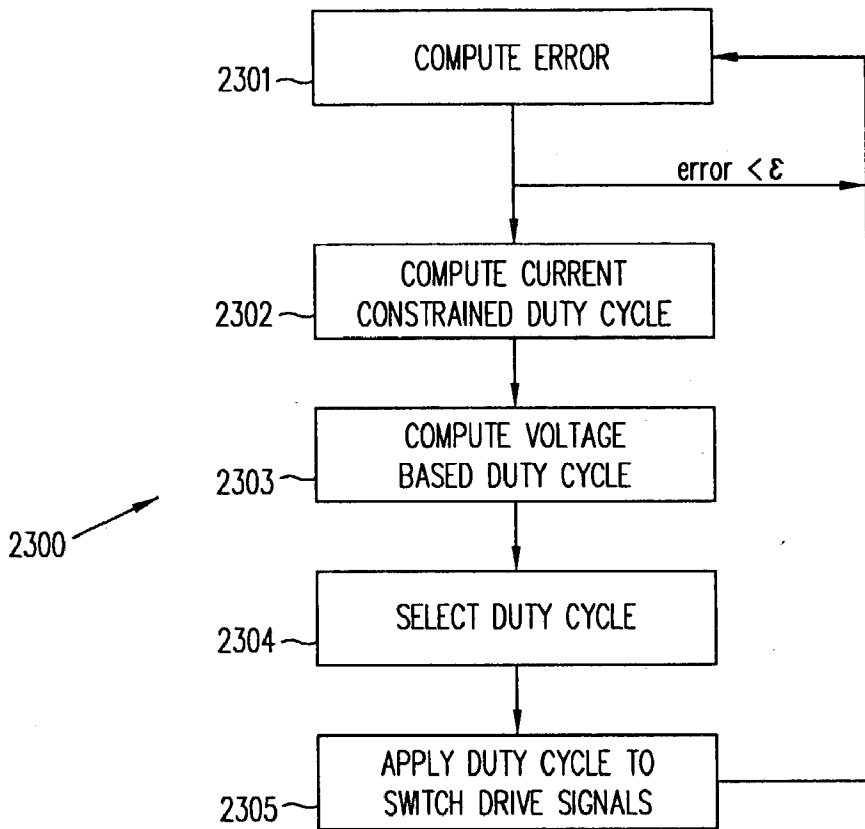 COMPUTE ERROR
2301
error < ε
COMPUTE CURRENT
CONSTRAINED DUTY CYCLE
2302
COMPUTE VOLTAGE
BASED DUTY CYCLE
2303
2300
SELECT DUTY CYCLE
2304
APPLY DUTY CYCLE TO
SWITCH DRIVE SIGNALS
2305